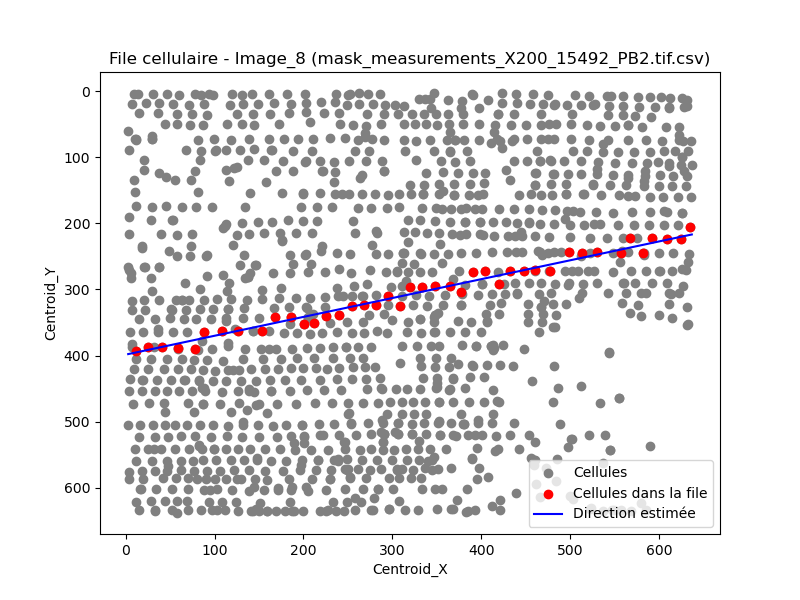 File cellulaire - Image_8 (mask_measurements_X200_15492_PB2.tif.csv)
0
100
200
300
400
500
600
Centroid_Y
Cellules
Cellules dans la file
Direction estimée
0 100 200 300 400 500 600
Centroid_X